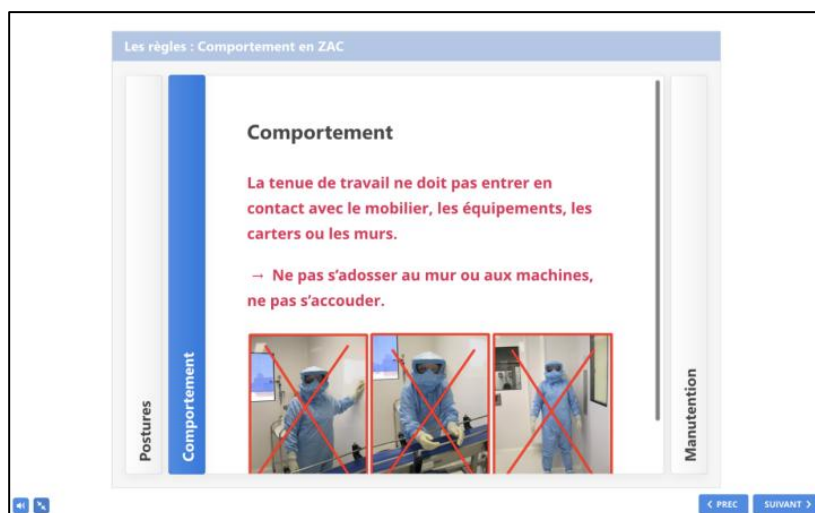 Les règles : Comportement en ZAC
Postures
Comportement
Comportement
La tenue de travail ne doit pas entrer en
contact avec le mobilier, les équipements, les
carters ou les murs.
→ Ne pas s’adosser au mur ou aux machines,
ne pas s’accouder.
Manutention
PREC
SUIVANT